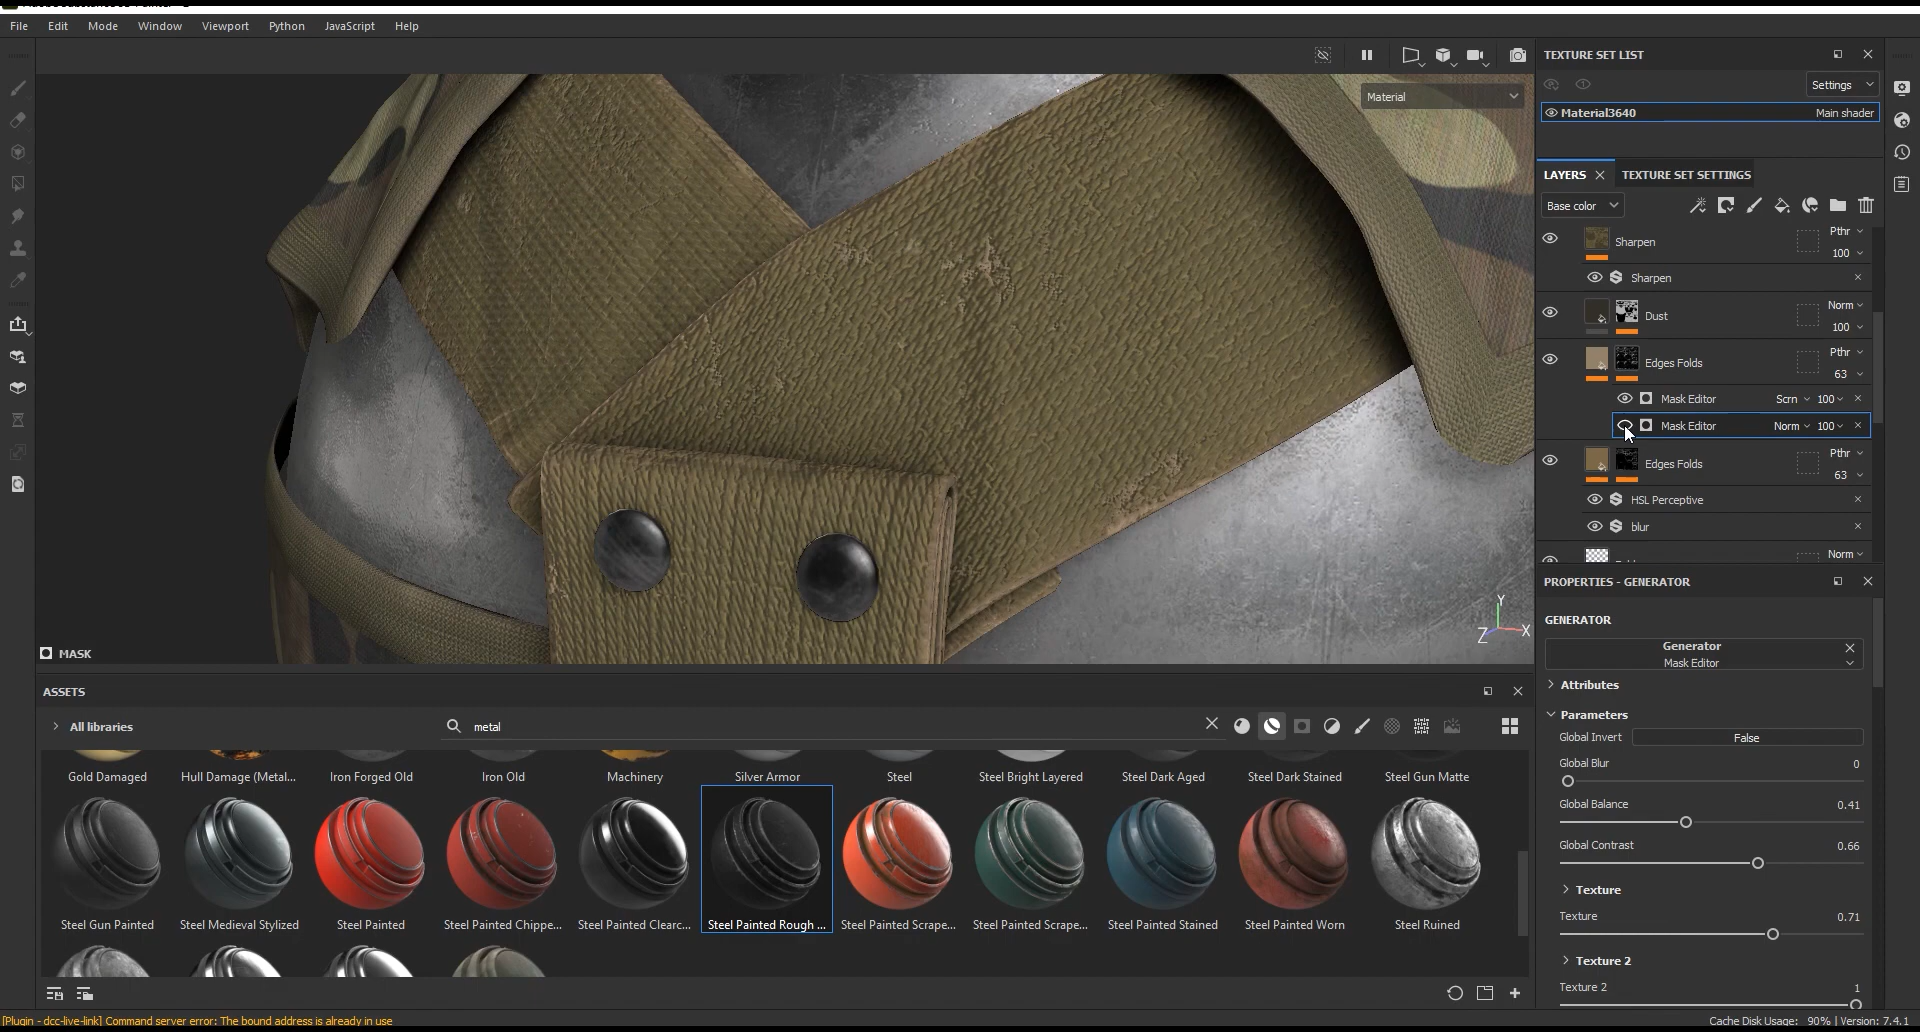 File Edit Mode Window Viewport Python JavaScript Help
Material
MASK
Y
Z X
TEXTURE SET LIST
Settings
Material3640 Main shader
LAYERS TEXTURE SET SETTINGS
Base color
Pthr
Sharpen
100
Sharpen
Norm
Dust
100
Pthr
Edges Folds
63
Mask Editor Scrn 100
Mask Editor Norm 100
Pthr
Edges Folds
63
HSL Perceptive
blur
Norm
PROPERTIES - GENERATOR
GENERATOR
Generator
Mask Editor
Attributes
Parameters
Global Invert False
Global Blur 0
Global Balance 0.41
Global Contrast 0.66
Texture
Texture 0.71
Texture 2
Texture 2 1
ASSETS
All libraries metal
Gold Damaged Hull Damage (Metal... Iron Forged Old Iron Old Machinery Silver Armor Steel Steel Bright Layered Steel Dark Aged Steel Dark Stained Steel Gun Matte
Steel Gun Painted Steel Medieval Stylized Steel Painted Steel Painted Chippe... Steel Painted Clearc... Steel Painted Rough ... Steel Painted Scrape... Steel Painted Scrape... Steel Painted Stained Steel Painted Worn Steel Ruined
[Plugin - dcc-live-link] Command server error: The bound address is already in use
Cache Disk Usage: 90% | Version: 7.4.1